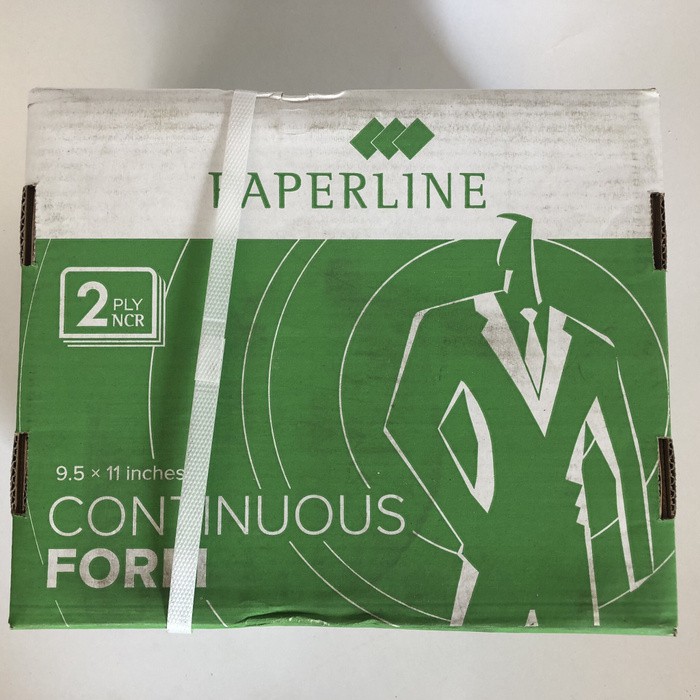 PAPERLINE
2 PLY
NCR
9.5 × 11 inches
CONTINUOUS
FORM